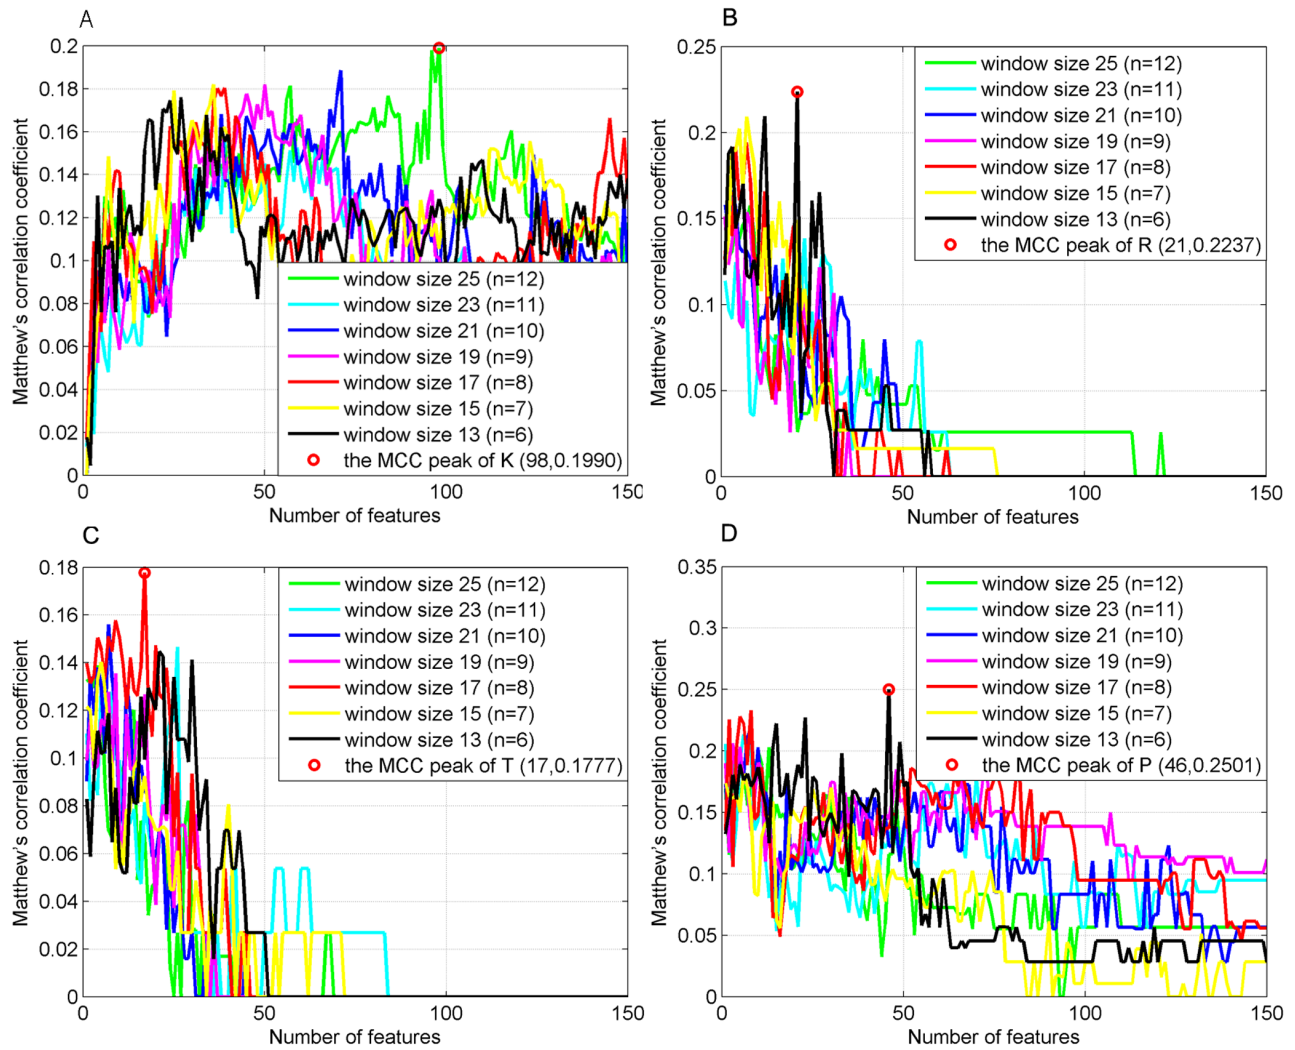 A
Matthew's correlation coefficient
0.2
0.18
0.16
0.14
0.12
0.1
0.08
0.06
0.04
0.02
0
0
50
100
150
Number of features
window size 25 (n=12)
window size 23 (n=11)
window size 21 (n=10)
window size 19 (n=9)
window size 17 (n=8)
window size 15 (n=7)
window size 13 (n=6)
the MCC peak of K (98,0.1990)
B
Matthew's correlation coefficient
0.25
0.2
0.15
0.1
0.05
0
0
50
100
150
Number of features
window size 25 (n=12)
window size 23 (n=11)
window size 21 (n=10)
window size 19 (n=9)
window size 17 (n=8)
window size 15 (n=7)
window size 13 (n=6)
the MCC peak of R (21,0.2237)
C
Matthew's correlation coefficient
0.18
0.16
0.14
0.12
0.1
0.08
0.06
0.04
0.02
0
0
50
100
150
Number of features
window size 25 (n=12)
window size 23 (n=11)
window size 21 (n=10)
window size 19 (n=9)
window size 17 (n=8)
window size 15 (n=7)
window size 13 (n=6)
the MCC peak of T (17,0.1777)
D
Matthew's correlation coefficient
0.35
0.3
0.25
0.2
0.15
0.1
0.05
0
0
50
100
150
Number of features
window size 25 (n=12)
window size 23 (n=11)
window size 21 (n=10)
window size 19 (n=9)
window size 17 (n=8)
window size 15 (n=7)
window size 13 (n=6)
the MCC peak of P (46,0.2501)